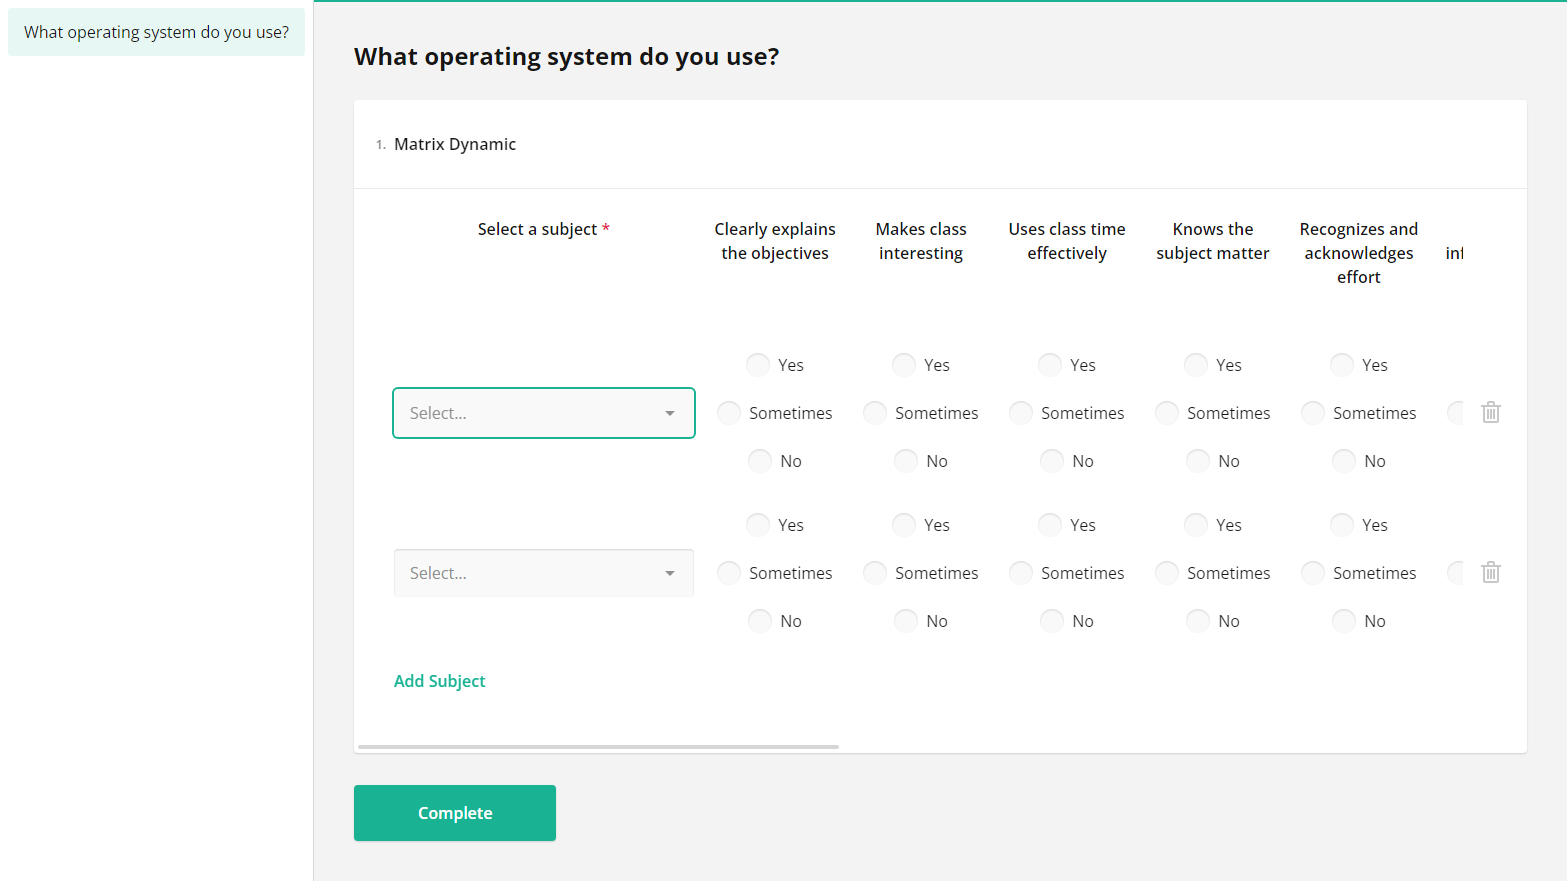 What operating system do you use?
What operating system do you use?
1. Matrix Dynamic
Select a subject *
Clearly explains
the objectives
Makes class
interesting
Uses class time
effectively
Knows the
subject matter
Recognizes and
acknowledges
effort
Yes Yes Yes Yes Yes
Select... Sometimes Sometimes Sometimes Sometimes Sometimes
No No No No No
Yes Yes Yes Yes Yes
Select... Sometimes Sometimes Sometimes Sometimes Sometimes
No No No No No
Add Subject
Complete